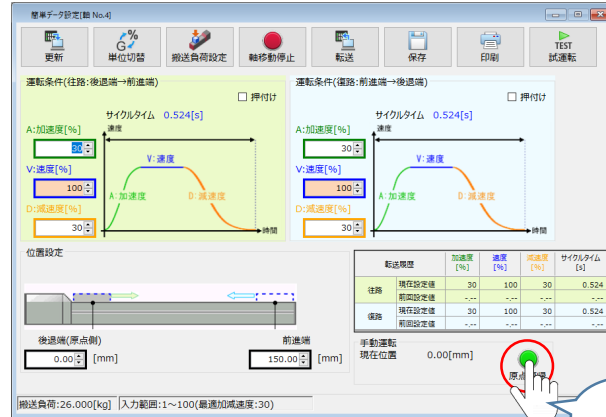 簡単データ設定[軸 No.4]
更新
% G
単位切替
搬送負荷設定
軸移動停止
転送
保存
印刷
TEST
試運転
運転条件(往路:後退端→前進端)
押付け
サイクルタイム 0.524[s]
A:加速度[%]
30
速度
V:速度[%]
100
V:速度
A:加速度
D:減速度
D:減速度[%]
30
時間
運転条件(復路:前進端→後退端)
押付け
サイクルタイム 0.524[s]
A:加速度[%]
30
速度
V:速度[%]
100
V:速度
A:加速度
D:減速度
D:減速度[%]
30
時間
位置設定
後退端(原点側)
0.00 [mm]
前進端
150.00 [mm]
転送履歴 加速度[%] 速度[%] 減速度[%] サイクルタイム[s]
往路 現在設定値 30 100 30 0.524
前回設定値 -.-- -.-- -.-- -.--
復路 現在設定値 30 100 30 0.524
前回設定値 -.-- -.-- -.-- -.--
手動運転
現在位置 0.00[mm]
原点
搬送負荷:26.000[kg] 入力範囲:1～100(最適加減速度:30)